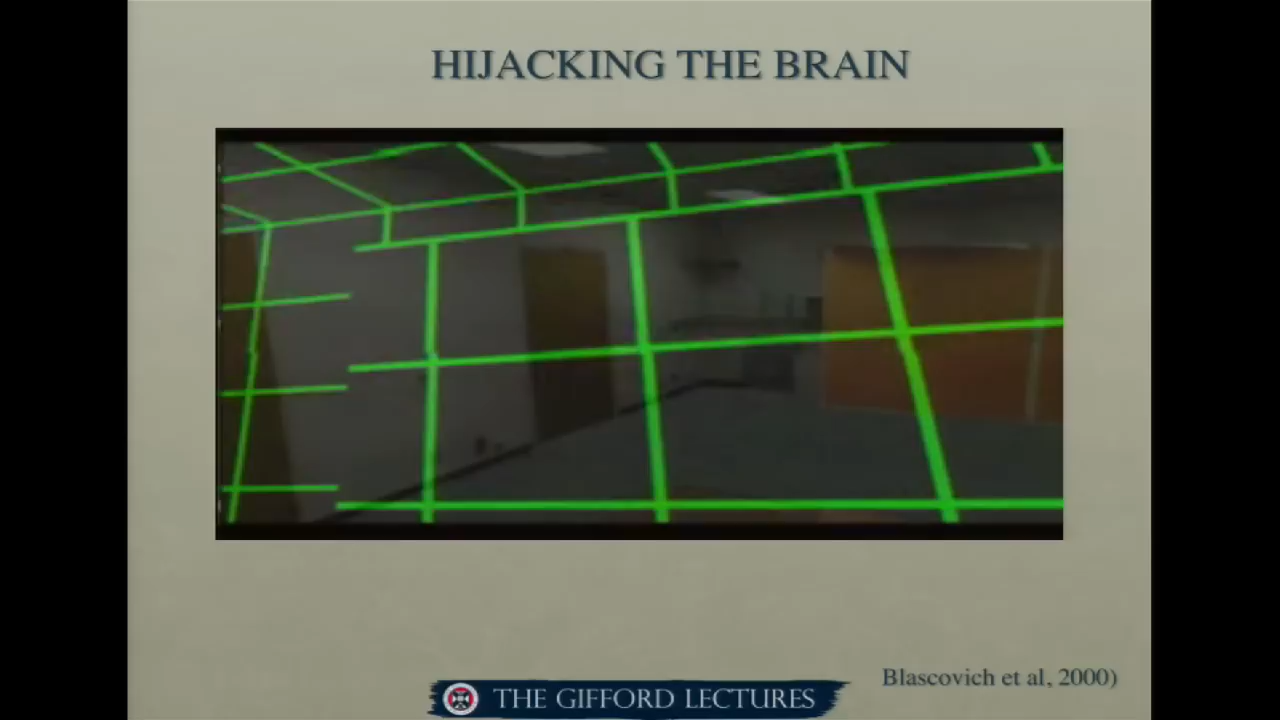 HIJACKING THE BRAIN
Blascovich et al, 2000)
THE GIFFORD LECTURES